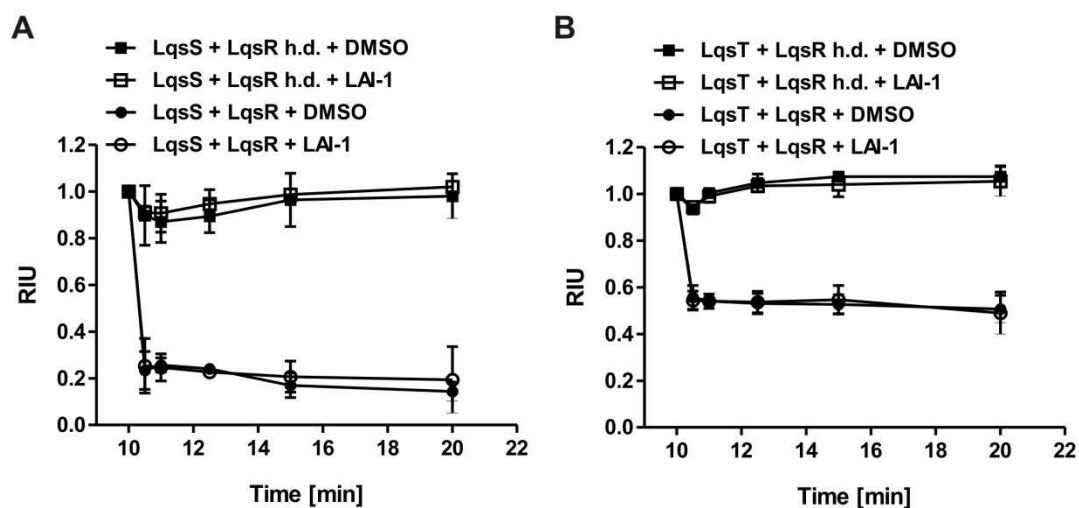 A
LqsS + LqsR h.d. + DMSO
LqsS + LqsR h.d. + LAI-1
LqsS + LqsR + DMSO
LqsS + LqsR + LAI-1
1.2
1.0
0.8
0.6
0.4
0.2
0.0
RIU
10 12 14 16 18 20 22
Time [min]
B
LqsT + LqsR h.d. + DMSO
LqsT + LqsR h.d. + LAI-1
LqsT + LqsR + DMSO
LqsT + LqsR + LAI-1
1.2
1.0
0.8
0.6
0.4
0.2
0.0
RIU
10 12 14 16 18 20 22
Time [min]